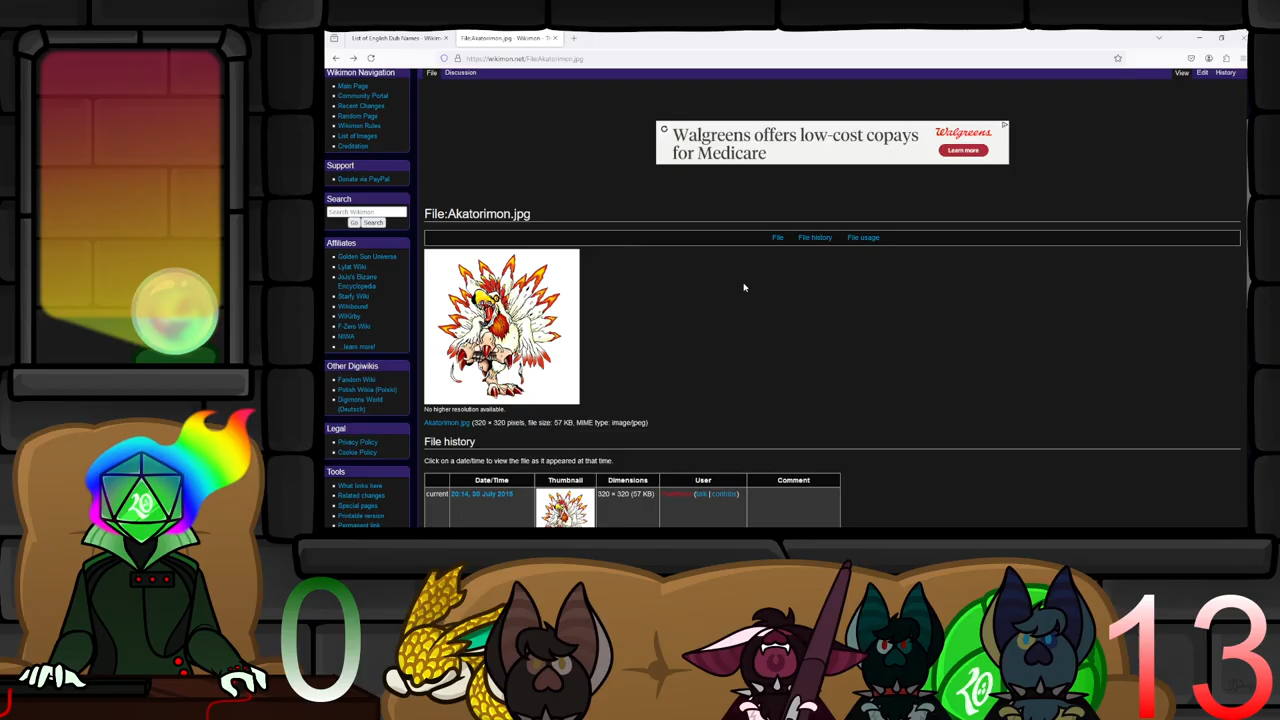 List of English Dub Names - Wikim
File:Akatorimon.jpg - Wikimon - T
https://wikimon.net/File:Akatorimon.jpg
Wikimon Navigation
Main Page
Community Portal
Recent Changes
Random Page
Wikimon Rules
List of Images
Creditation
Support
Donate via PayPal
Search
Search Wikimon
Go Search
Affiliates
Golden Sun Universe
Lylat Wiki
JoJo's Bizarre
Encyclopedia
Starfy Wiki
Wikibound
WiKirby
F-Zero Wiki
NIWA
...learn more!
Other Digiwikis
Fandom Wiki
Polish Wikia (Polski)
Digimons World
(Deutsch)
Legal
Privacy Policy
Cookie Policy
Tools
What links here
Related changes
Special pages
Printable version
Permanent link
File Discussion View Edit History
Walgreens offers low-cost copays
for Medicare
Walgreens
Learn more
File:Akatorimon.jpg
File File history File usage
No higher resolution available.
Akatorimon.jpg (320 × 320 pixels, file size: 57 KB, MIME type: image/jpeg)
File history
Click on a date/time to view the file as it appeared at that time.
Date/Time Thumbnail Dimensions User Comment
current 320 × 320 (57 KB) (talk | contribs)
20
0
20
13